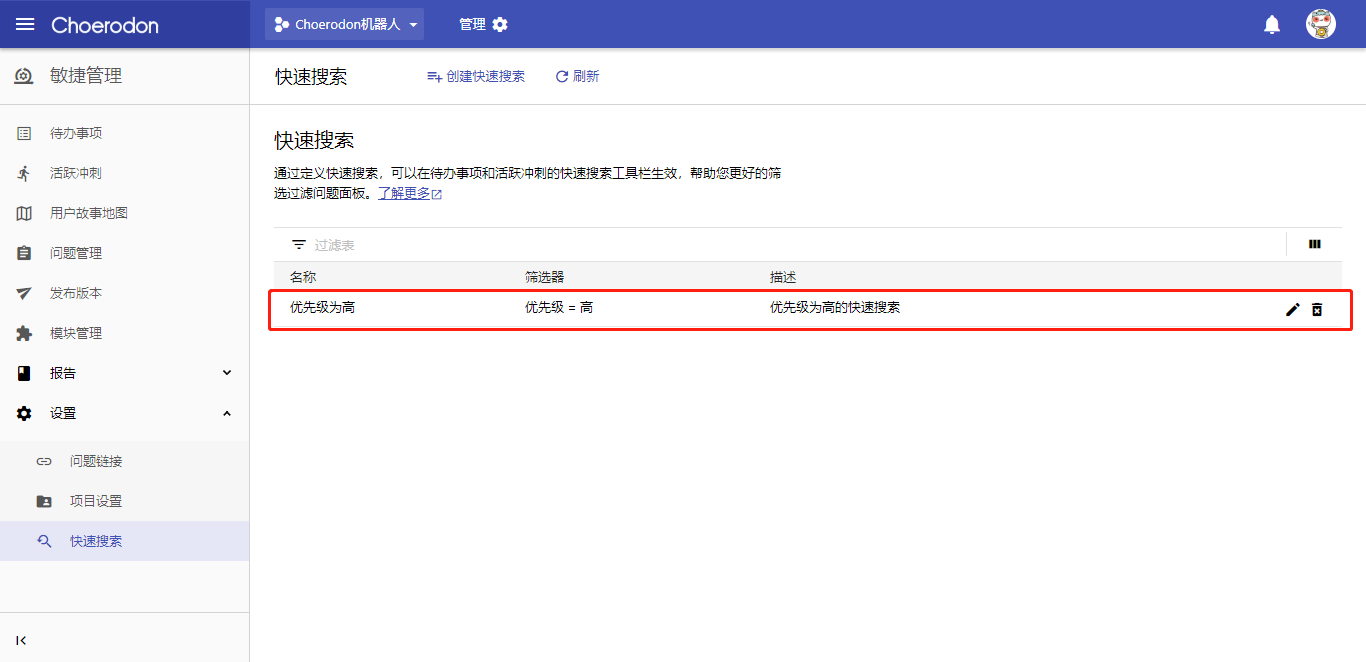 Choerodon
Choerodon机器人
管理
敏捷管理
快速搜索
创建快速搜索
刷新
待办事项
活跃冲刺
用户故事地图
问题管理
发布版本
模块管理
报告
设置
问题链接
项目设置
快速搜索
快速搜索
通过定义快速搜索，可以在待办事项和活跃冲刺的快速搜索工具栏生效，帮助您更好的筛
选过滤问题面板。了解更多
过滤表
名称 筛选器 描述
优先级为高 优先级 = 高 优先级为高的快速搜索